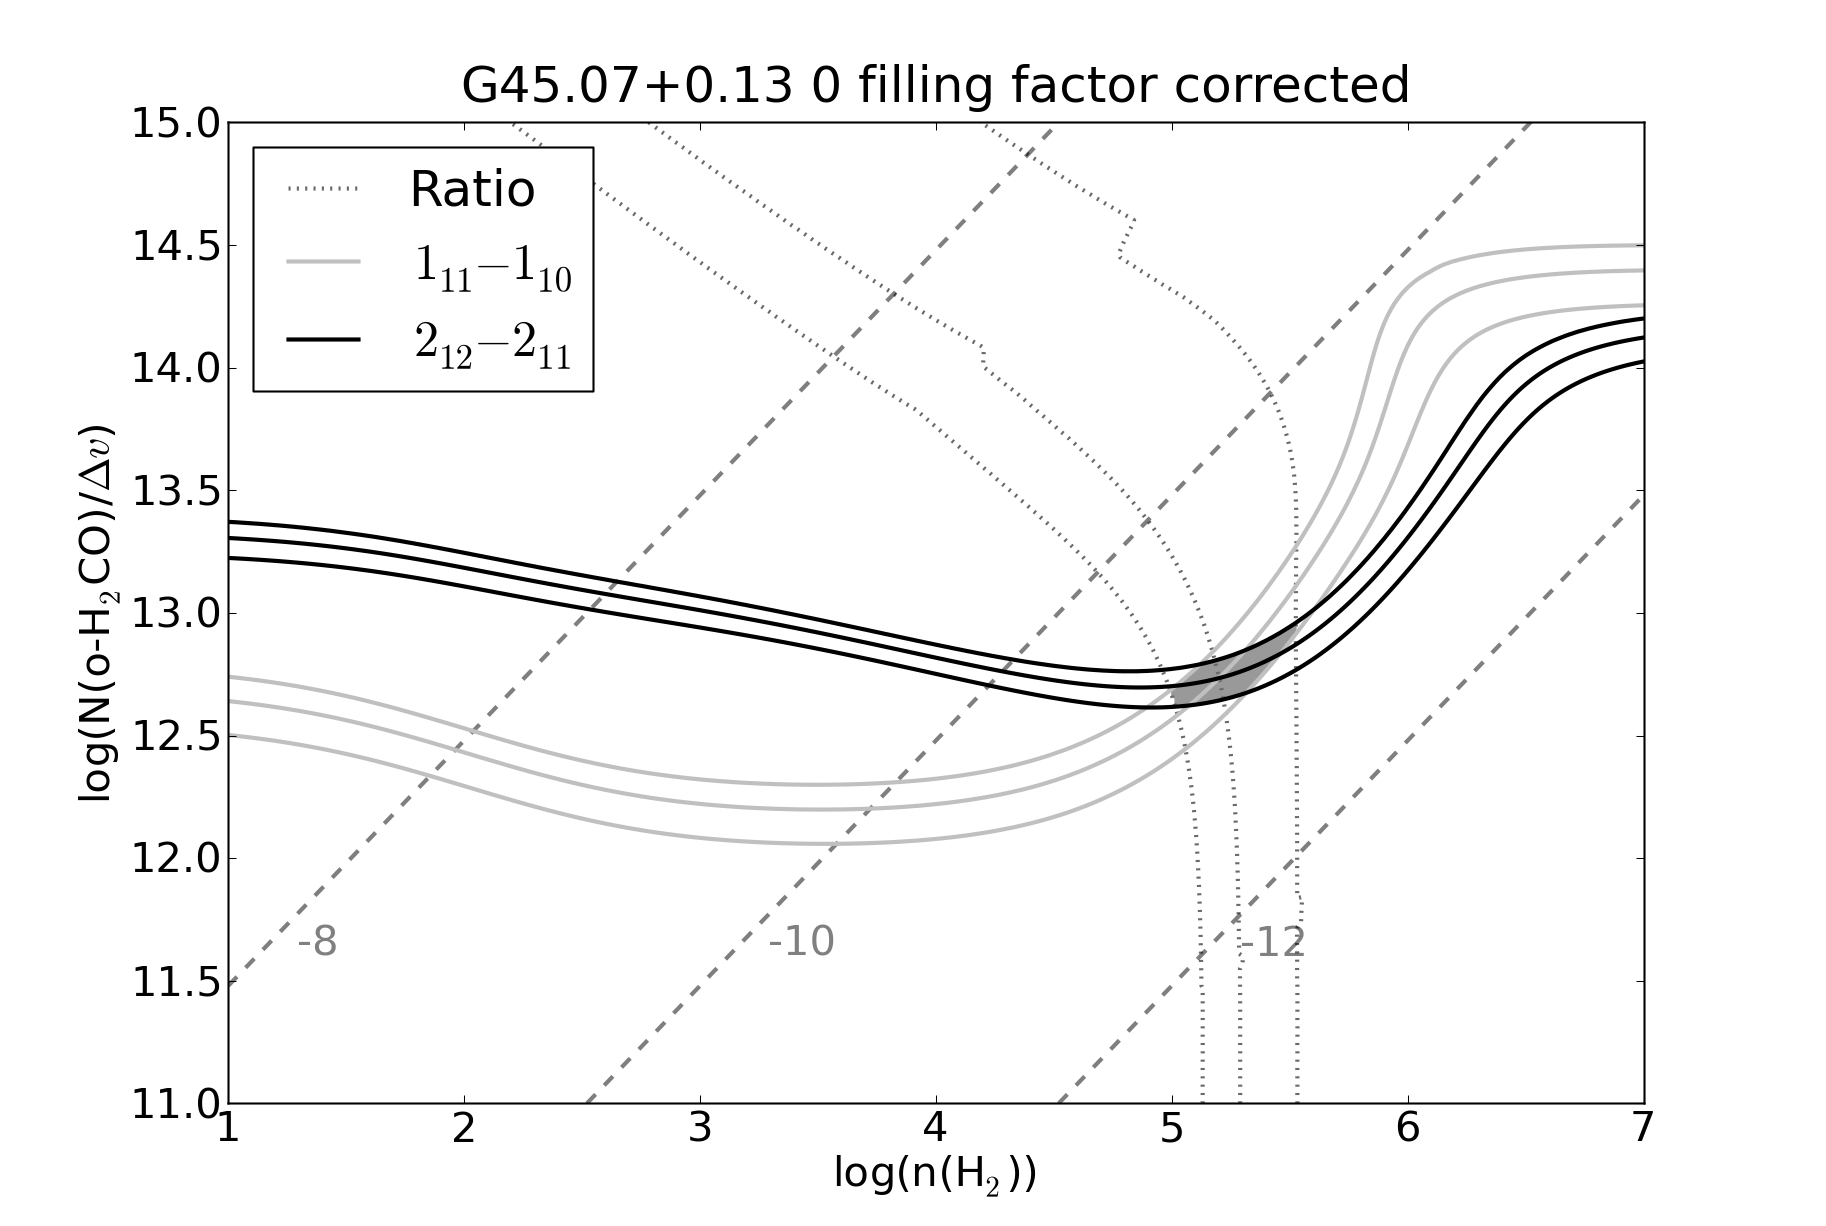 G45.07+0.13 0 filling factor corrected
15.0
14.5
14.0
13.5
13.0
12.5
12.0
11.5
11.0
log(N(o-H₂CO)/Δv)
Ratio
1₁₁−1₁₀
2₁₂−2₁₁
-8
-10
-12
1 2 3 4 5 6 7
log(n(H₂))